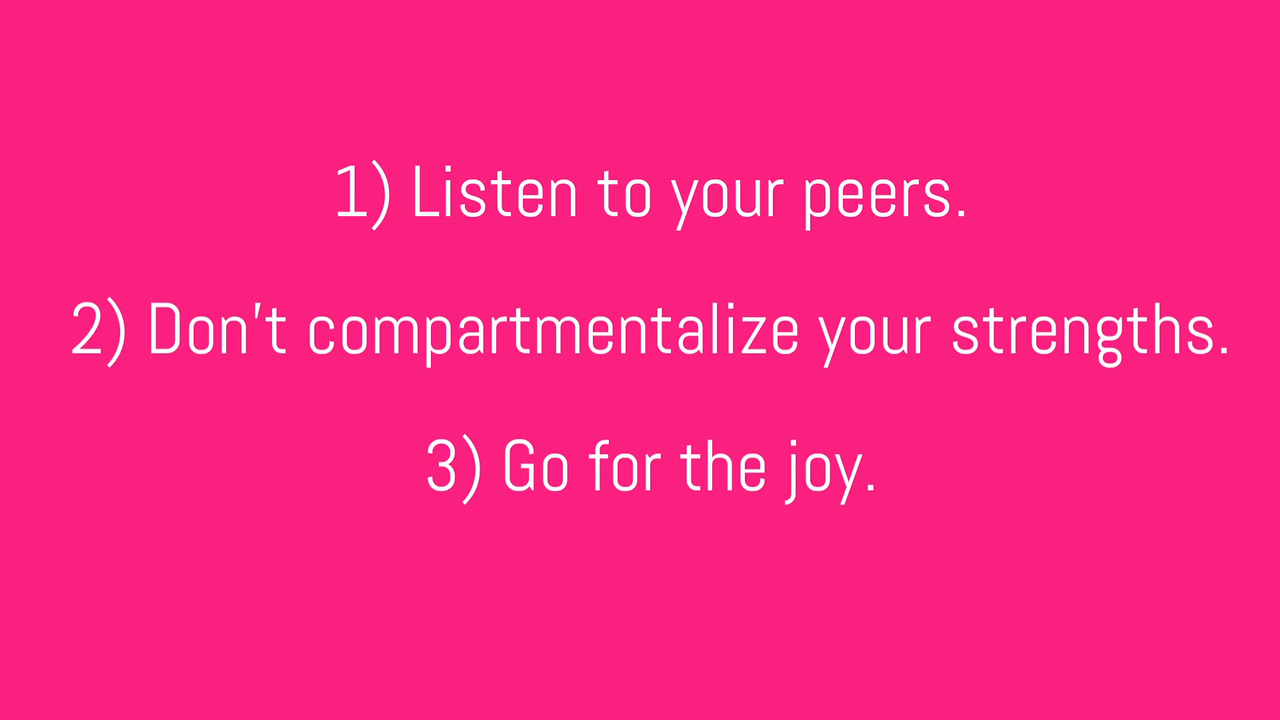 1) Listen to your peers.
2) Don't compartmentalize your strengths.
3) Go for the joy.